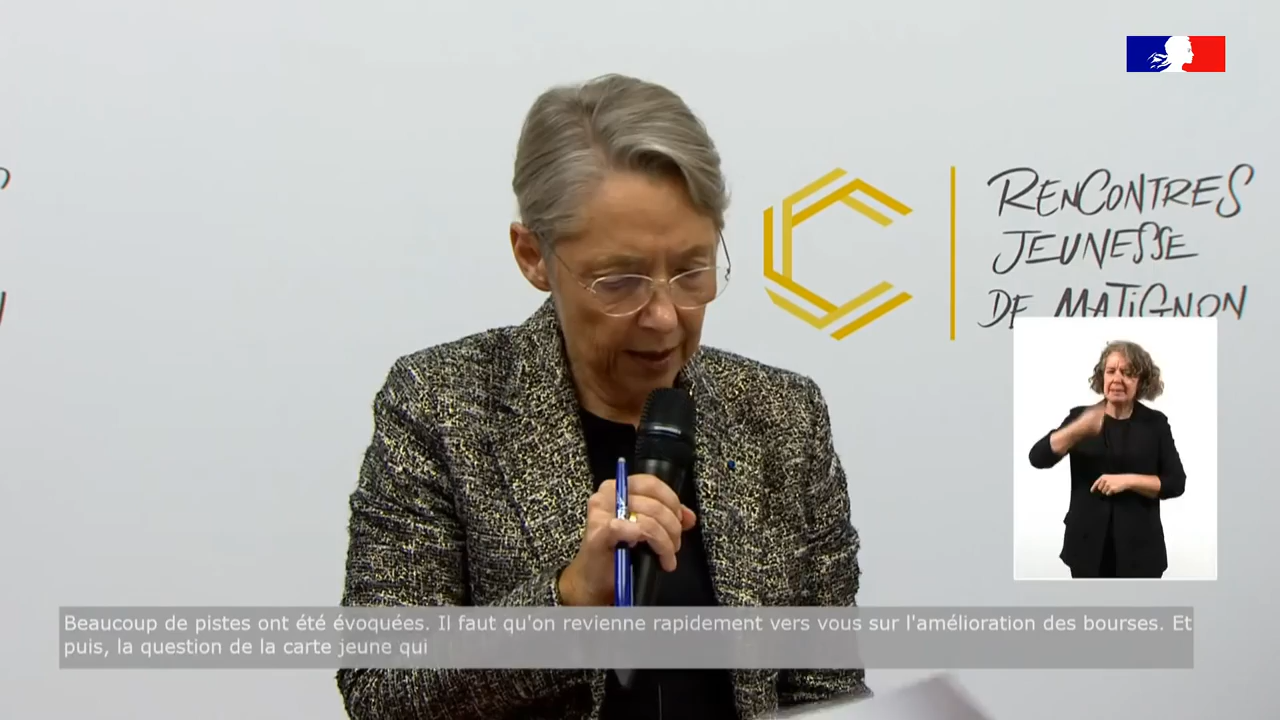 RENCONTRES
JEUNESSE
DE MATIGNON
Beaucoup de pistes ont été évoquées. Il faut qu'on revienne rapidement vers vous sur l'amélioration des bourses. Et
puis, la question de la carte jeune qui